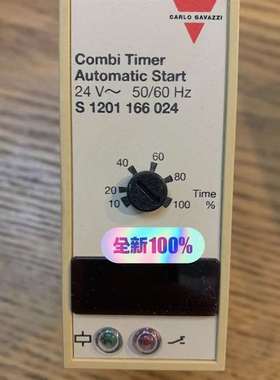 CARLO GAVAZZI
Combi Timer
Automatic Start
24 V~ 50/60 Hz
S 1201 166 024
60
40
80
20
10
100
Time
%
全新100%